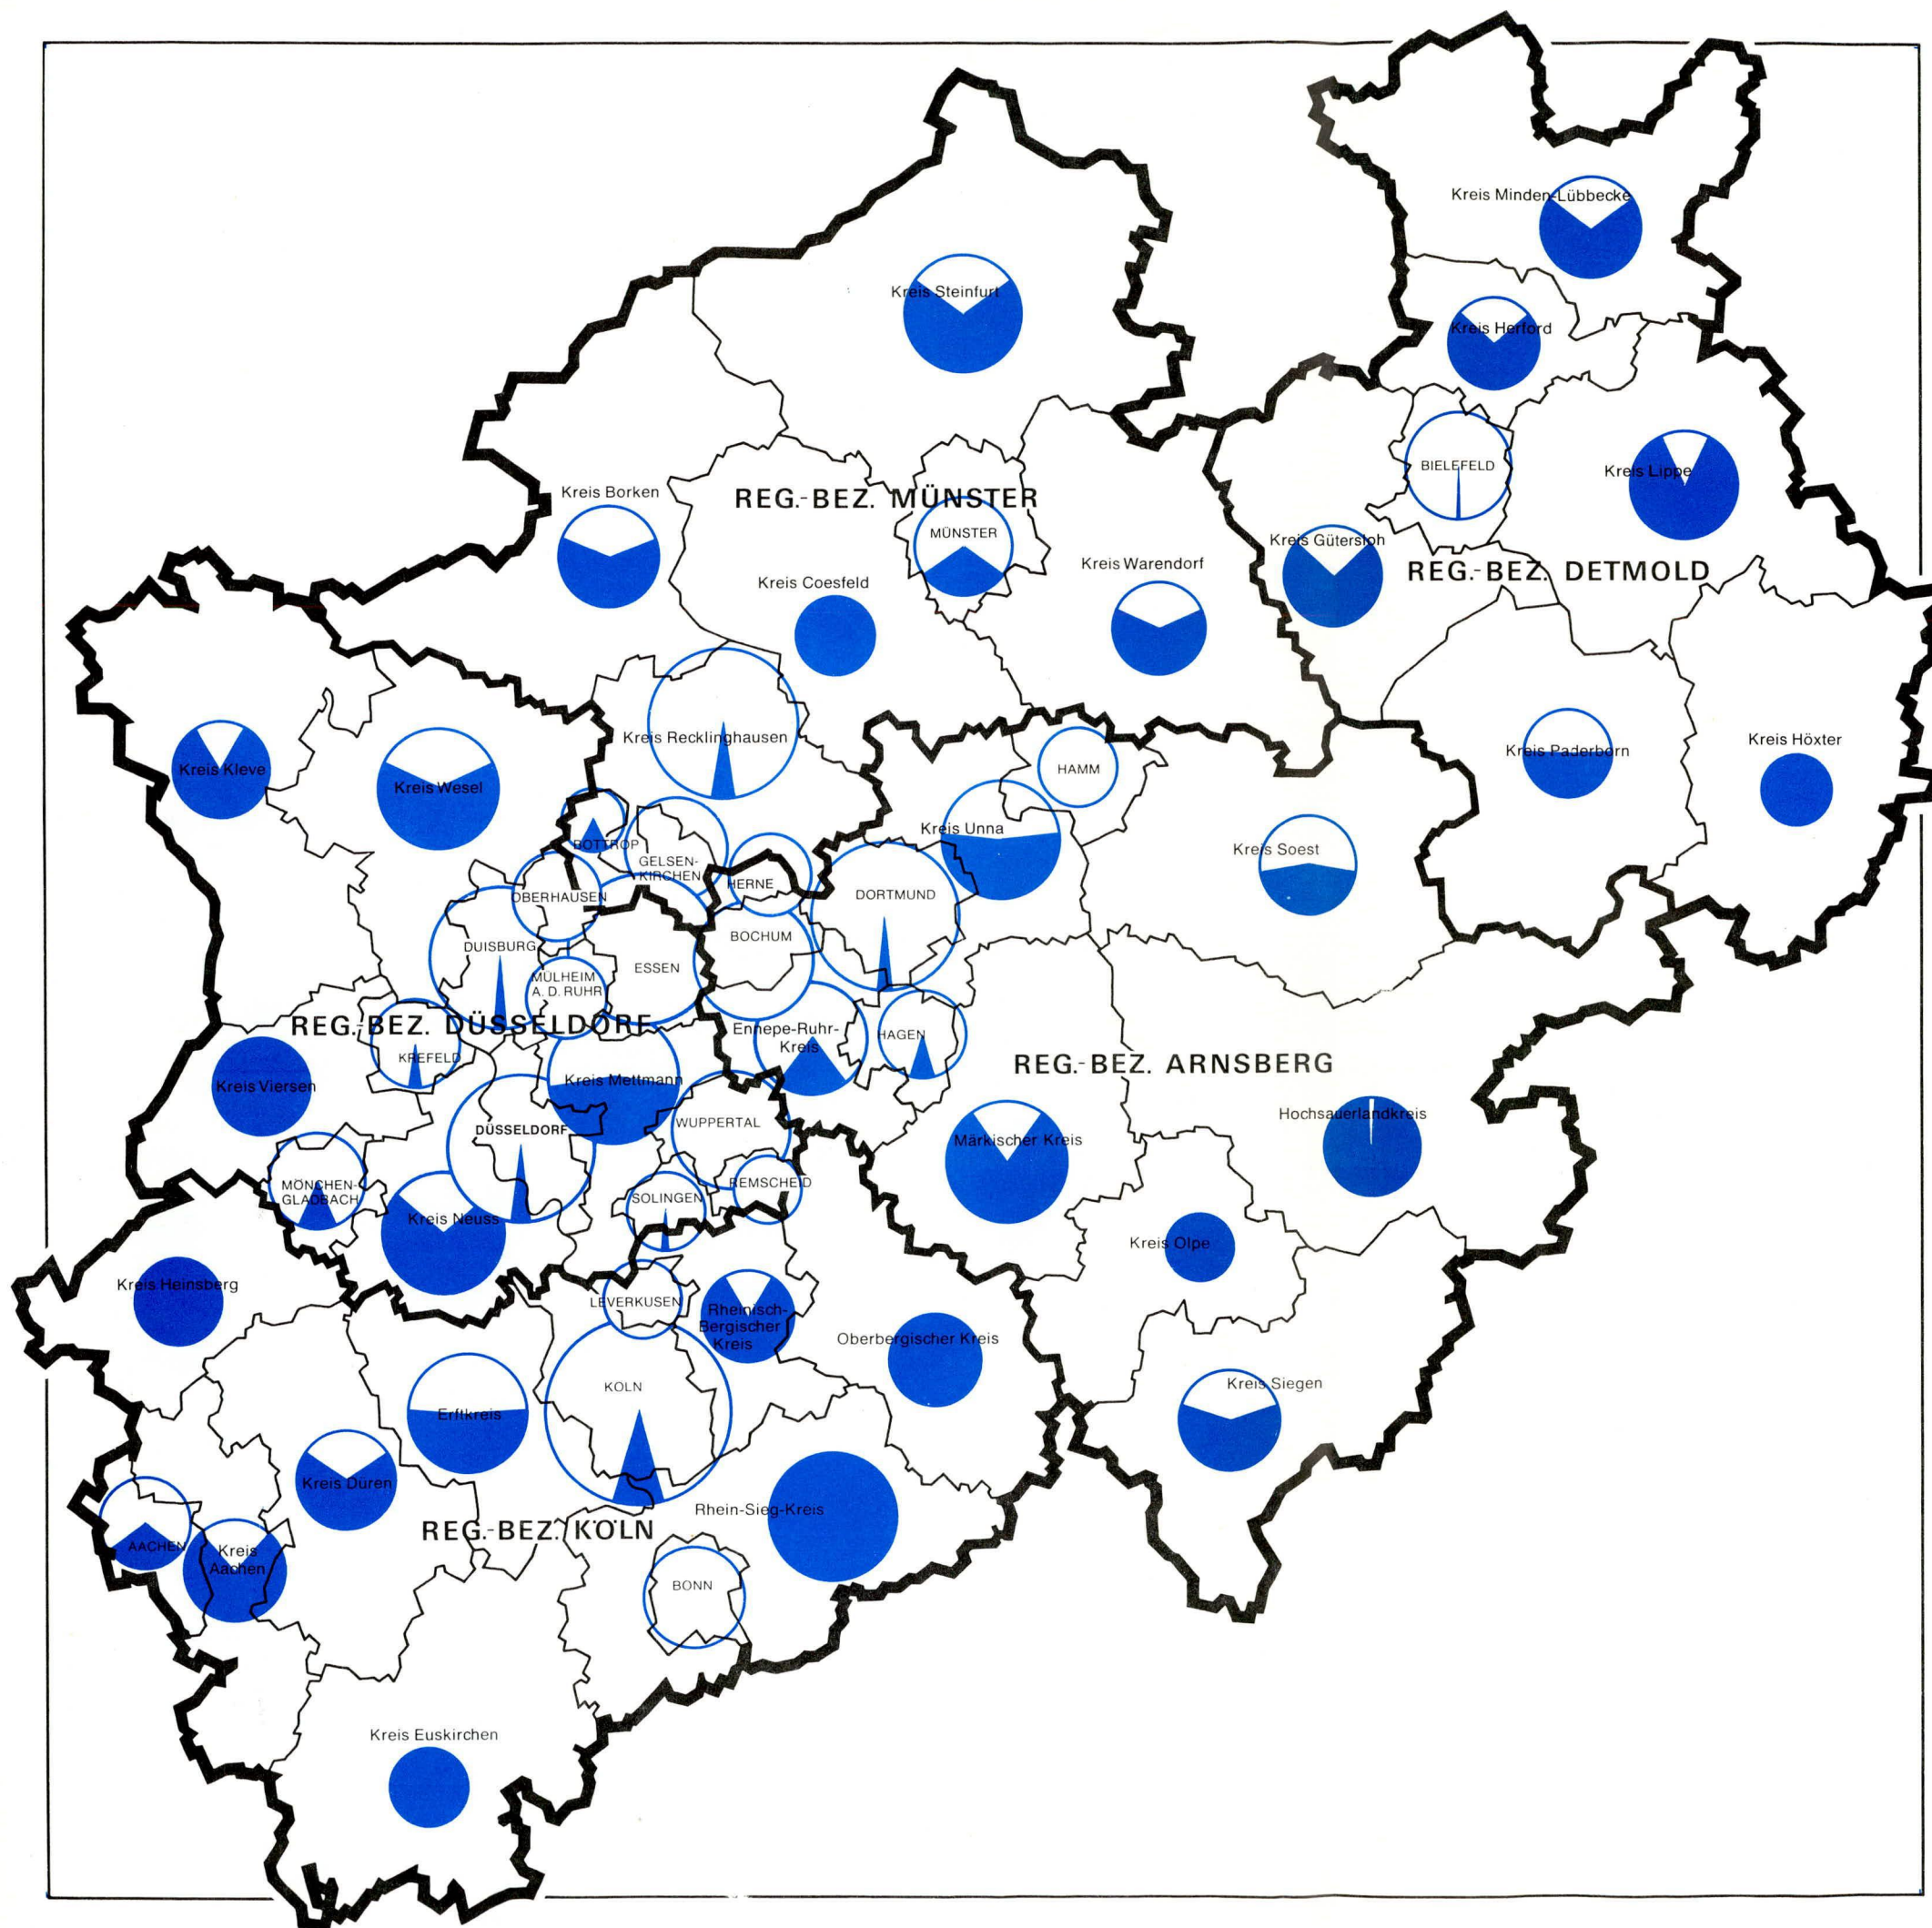 Kreis Minden-Lübbecke
Kreis Steinfurt
Kreis Herford
BIELEFELD
Kreis Lippe
Kreis Borken
REG.-BEZ. MÜNSTER
MÜNSTER
Kreis Gütersloh
Kreis Warendorf
REG.-BEZ. DETMOLD
Kreis Coesfeld
Kreis Recklinghausen
Kreis Höxter
Kreis Paderborn
Kreis Kleve
HAMM
Kreis Wesel
Kreis Unna
BOTTROP
Kreis Soest
GELSEN-
KIRCHEN
HERNE
OBERHAUSEN
DORTMUND
BOCHUM
DUISBURG
ESSEN
MÜLHEIM
A. D. RUHR
REG.-BEZ. DÜSSELDORF
Ennepe-Ruhr-
Kreis
HAGEN
KREFELD
REG.-BEZ. ARNSBERG
Kreis Viersen
Kreis Mettmann
Hochsauerlandkreis
WUPPERTAL
DÜSSELDORF
Märkischer Kreis
MÖNCHEN-
GLADBACH
REMSCHEID
SOLINGEN
Kreis Neuss
Kreis Olpe
Kreis Heinsberg
LEVERKUSEN
Rheinisch-
Bergischer
Kreis
Oberbergischer Kreis
KÖLN
Kreis Siegen
Erftkreis
Kreis Düren
Rhein-Sieg-Kreis
REG.-BEZ. KÖLN
AACHEN
Kreis
Aachen
BONN
Kreis Euskirchen